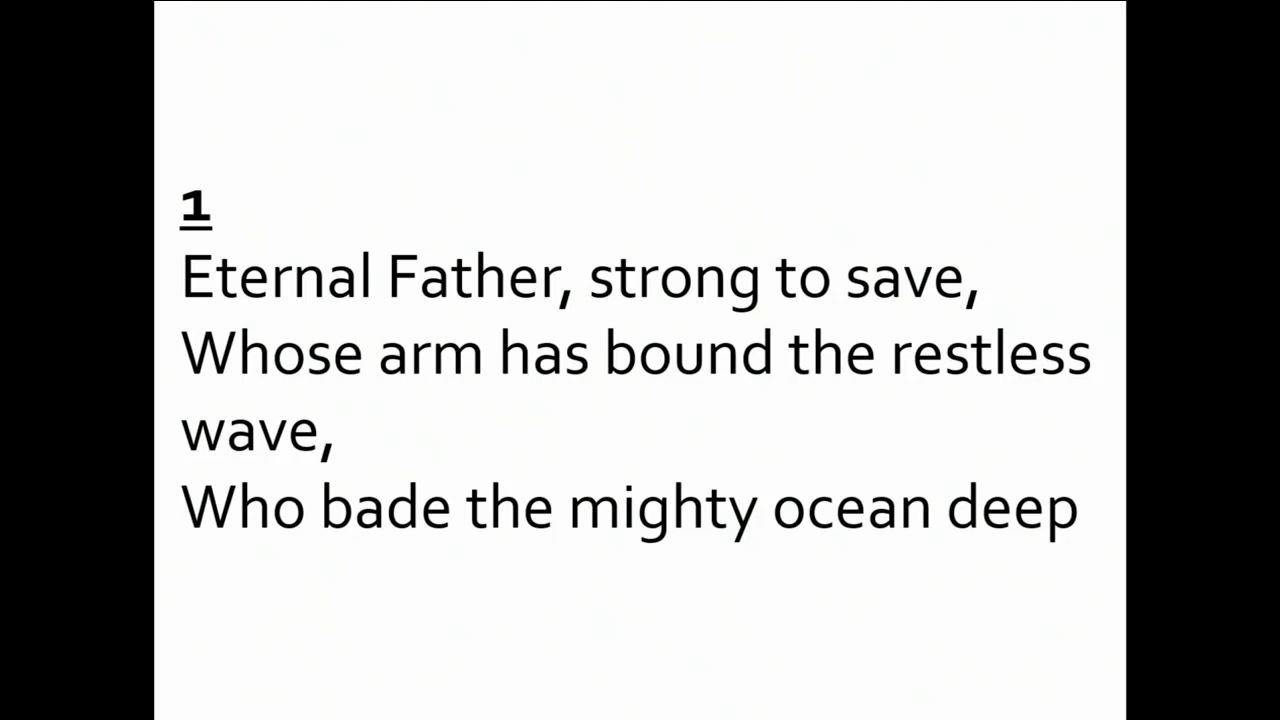 1
Eternal Father, strong to save,
Whose arm has bound the restless
wave,
Who bade the mighty ocean deep